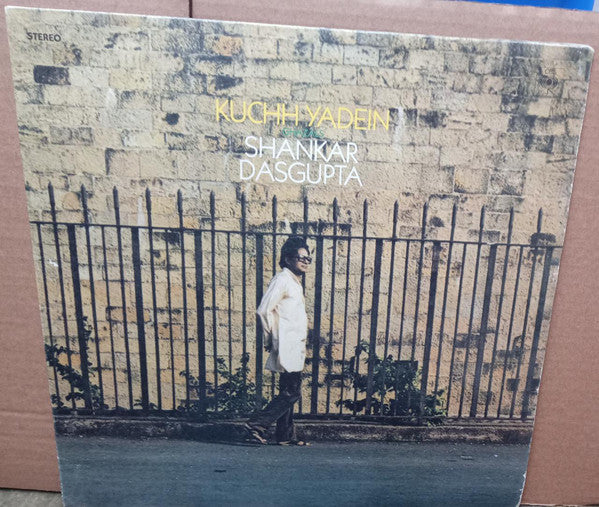 STEREO
KUCHH YADEIN
SHANKAR
DASGUPTA